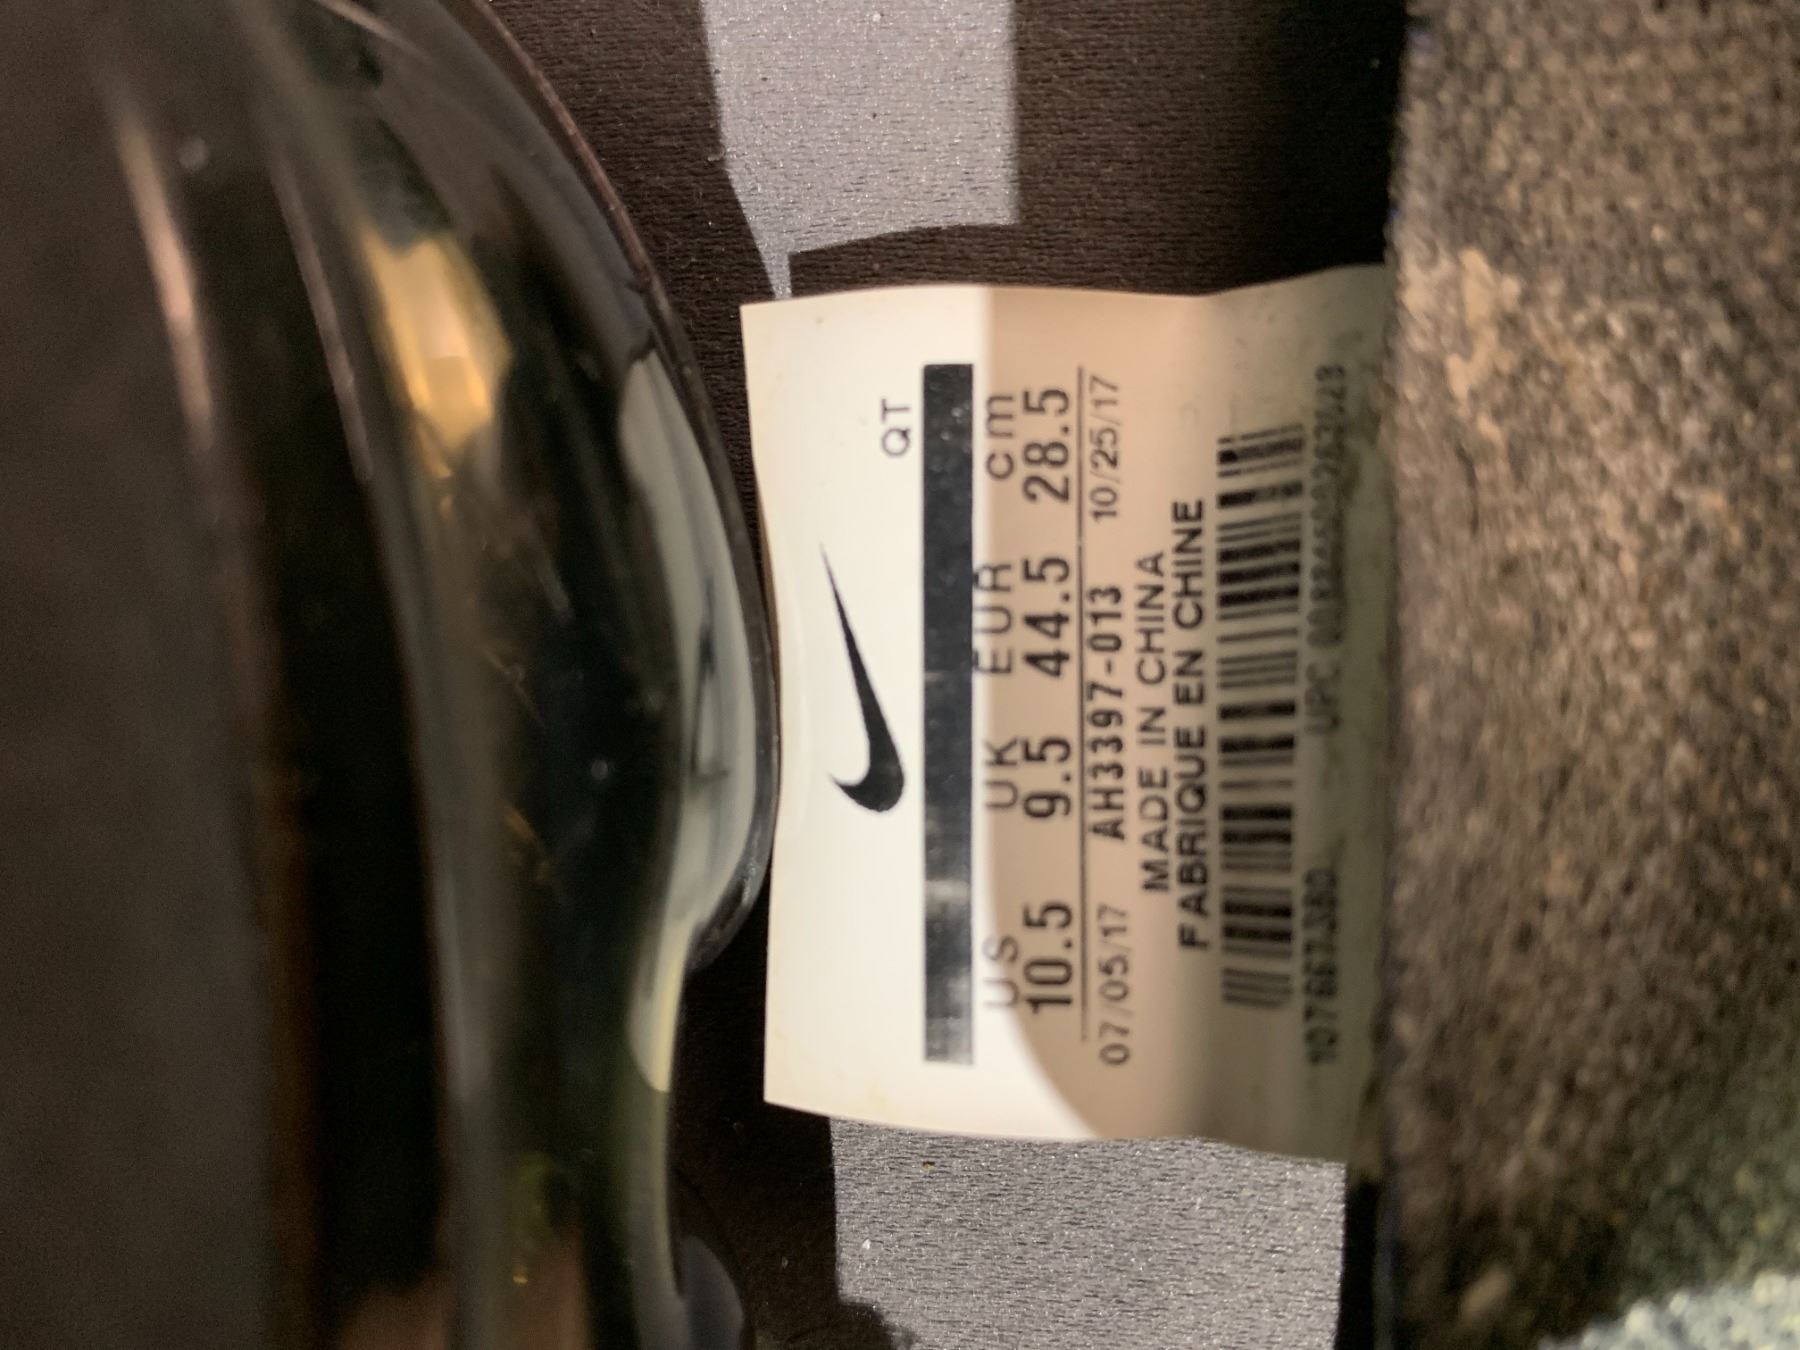 QT
US UK EUR cm
10.5 9.5 44.5 28.5
07/05/17 AH3397-013 10/25/17
MADE IN CHINA
FABRIQUE EN CHINE
UPC